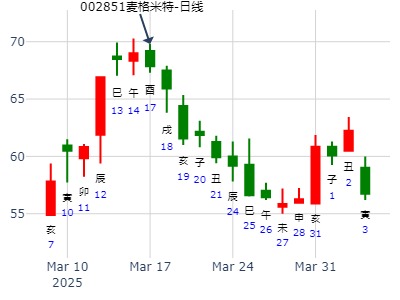 002851麦格米特-日线
70
65
60
55
亥
7
寅
10
卯
11
辰
12
巳
13
午
14
酉
17
戌
18
亥
19
子
20
丑
21
辰
24
巳
25
午
26
未
27
申
28
亥
31
子
1
丑
2
寅
3
Mar 10
2025
Mar 17
Mar 24
Mar 31